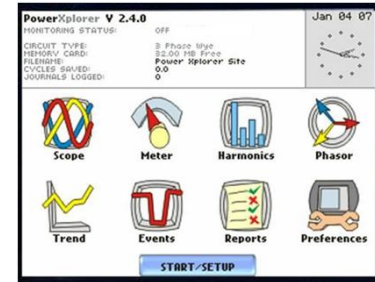 PowerXplorer V 2.4.0
Jan 04 07
MONITORING STATUS: OFF
CIRCUIT TYPE: 3 Phase Wye
MEMORY CARD: 32.00 MB Free
FILENAME: Power Xplorer Site
CYCLES SAVED: 0.0
JOURNALS LOGGED: 0
Scope Meter Harmonics Phasor
Trend Events Reports Preferences
START/SETUP